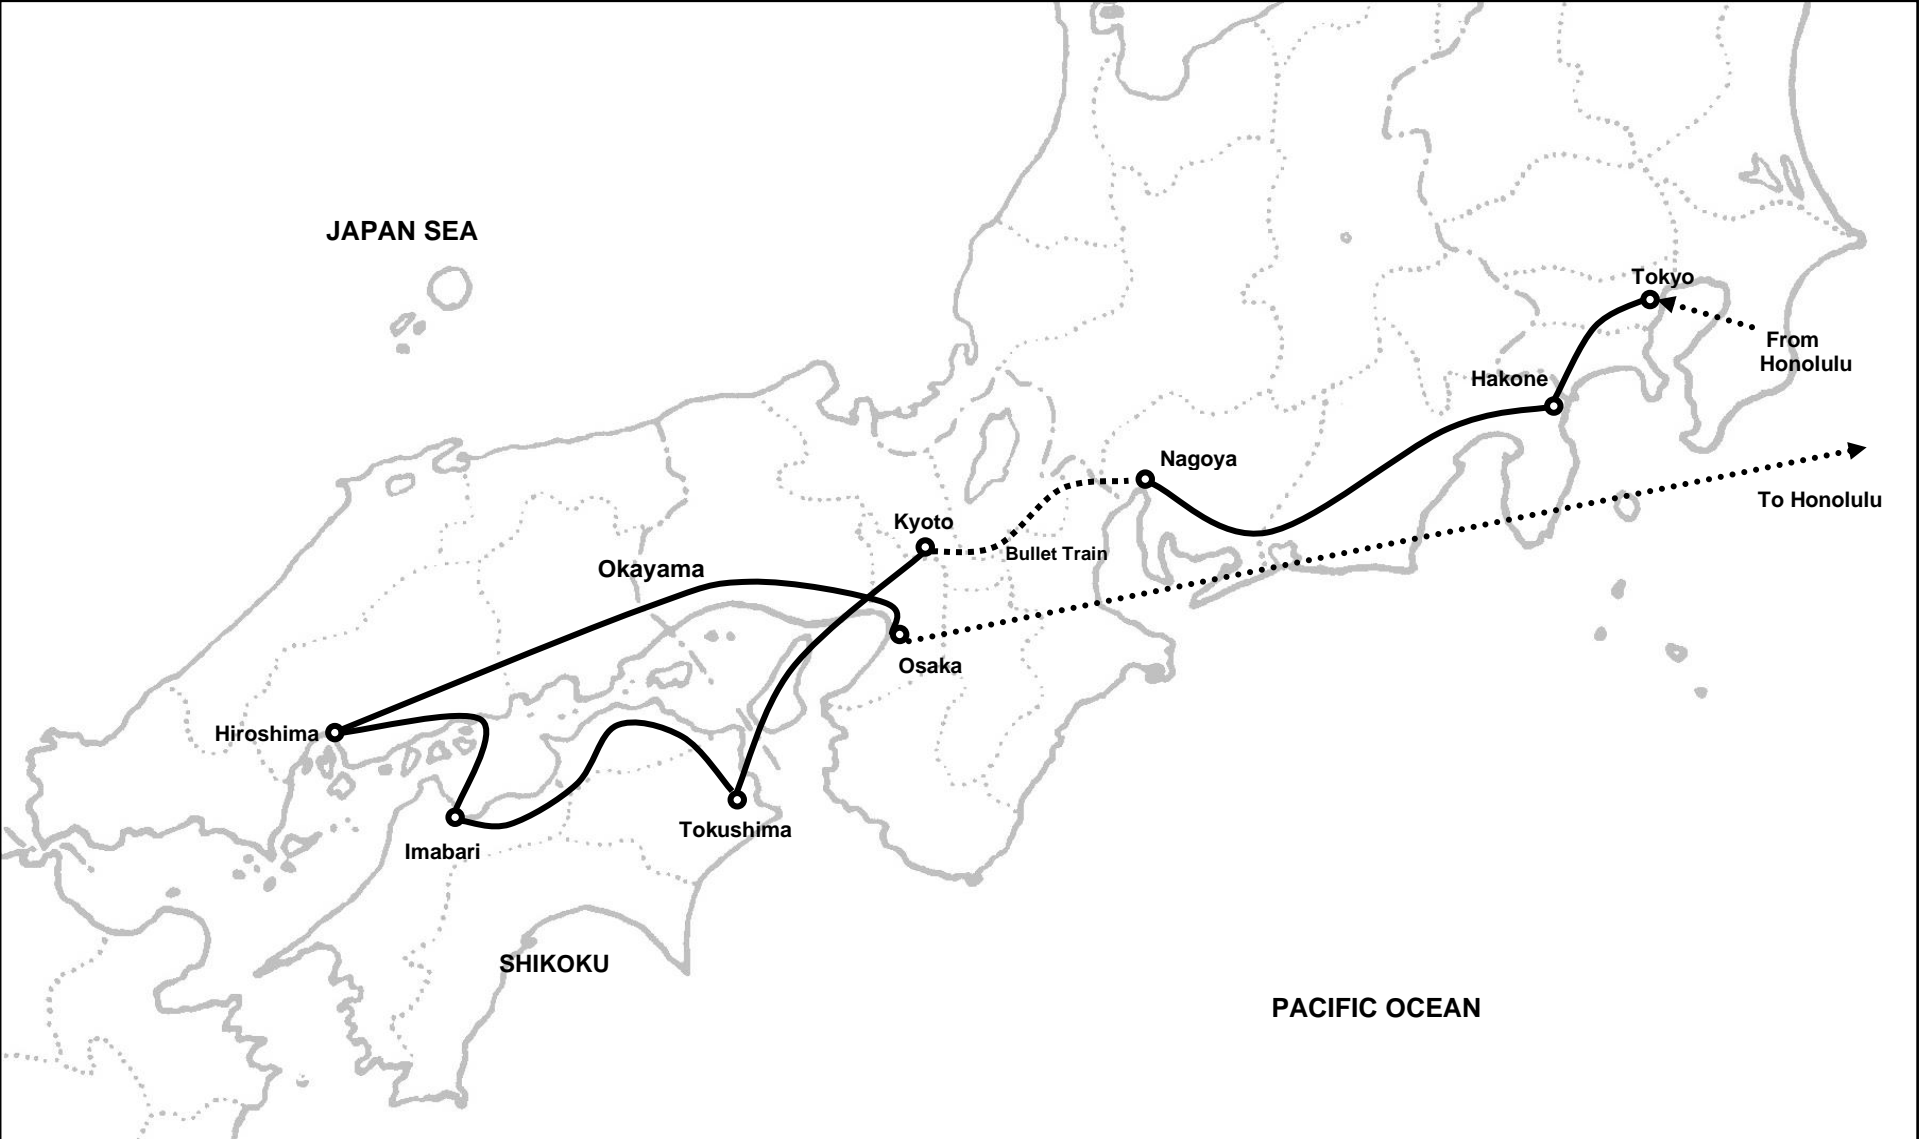 JAPAN SEA
Tokyo
From
Honolulu
Hakone
Nagoya
To Honolulu
Kyoto
Bullet Train
Okayama
Osaka
Hiroshima
Tokushima
Imabari
SHIKOKU
PACIFIC OCEAN